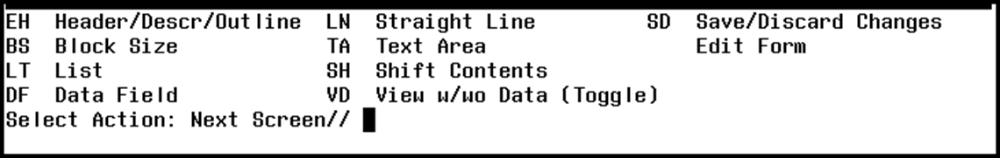 EH  Header/Descr/Outline  LN  Straight Line  SD  Save/Discard Changes
BS  Block Size  TA  Text Area  Edit Form
LT  List  SH  Shift Contents
DF  Data Field  VD  View w/wo Data (Toggle)
Select Action: Next Screen//